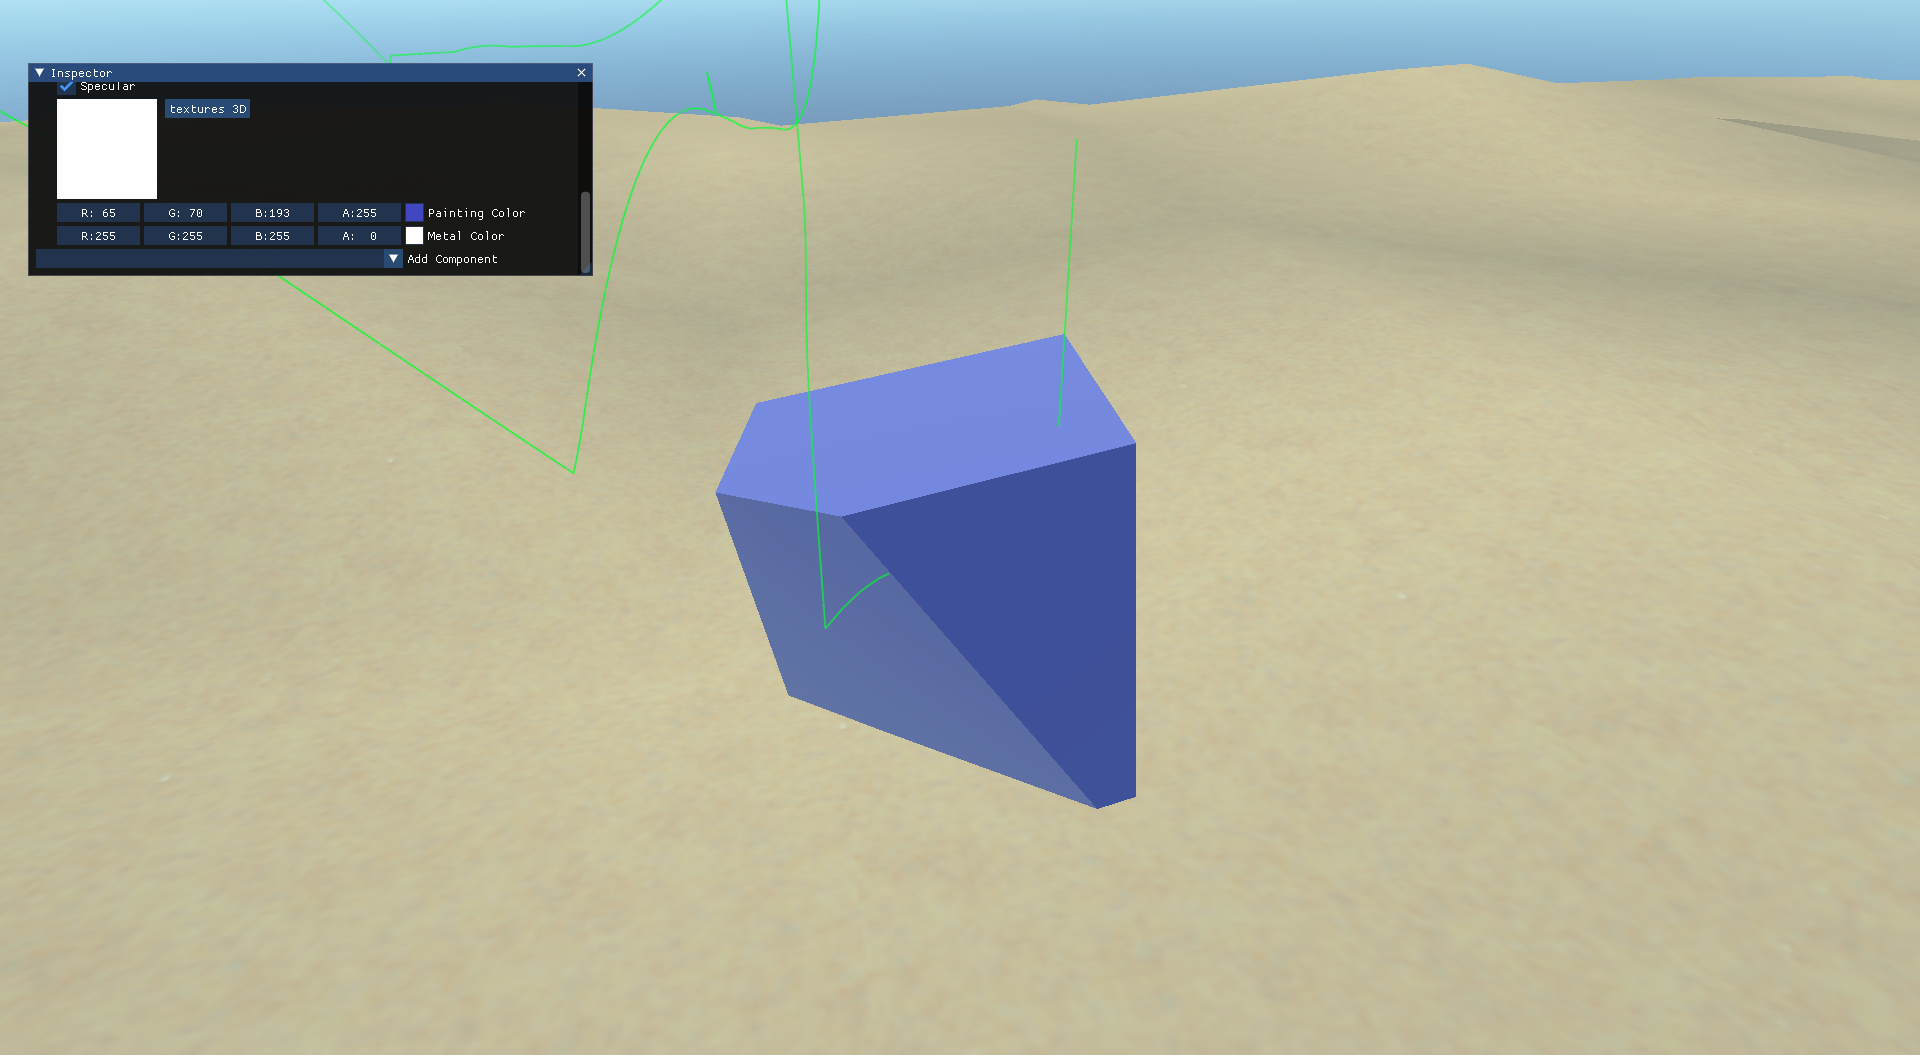 Inspector
Specular
textures 3D
R: 65 G: 70 B:193 A:255 Painting Color
R:255 G:255 B:255 A: 0 Metal Color
Add Component